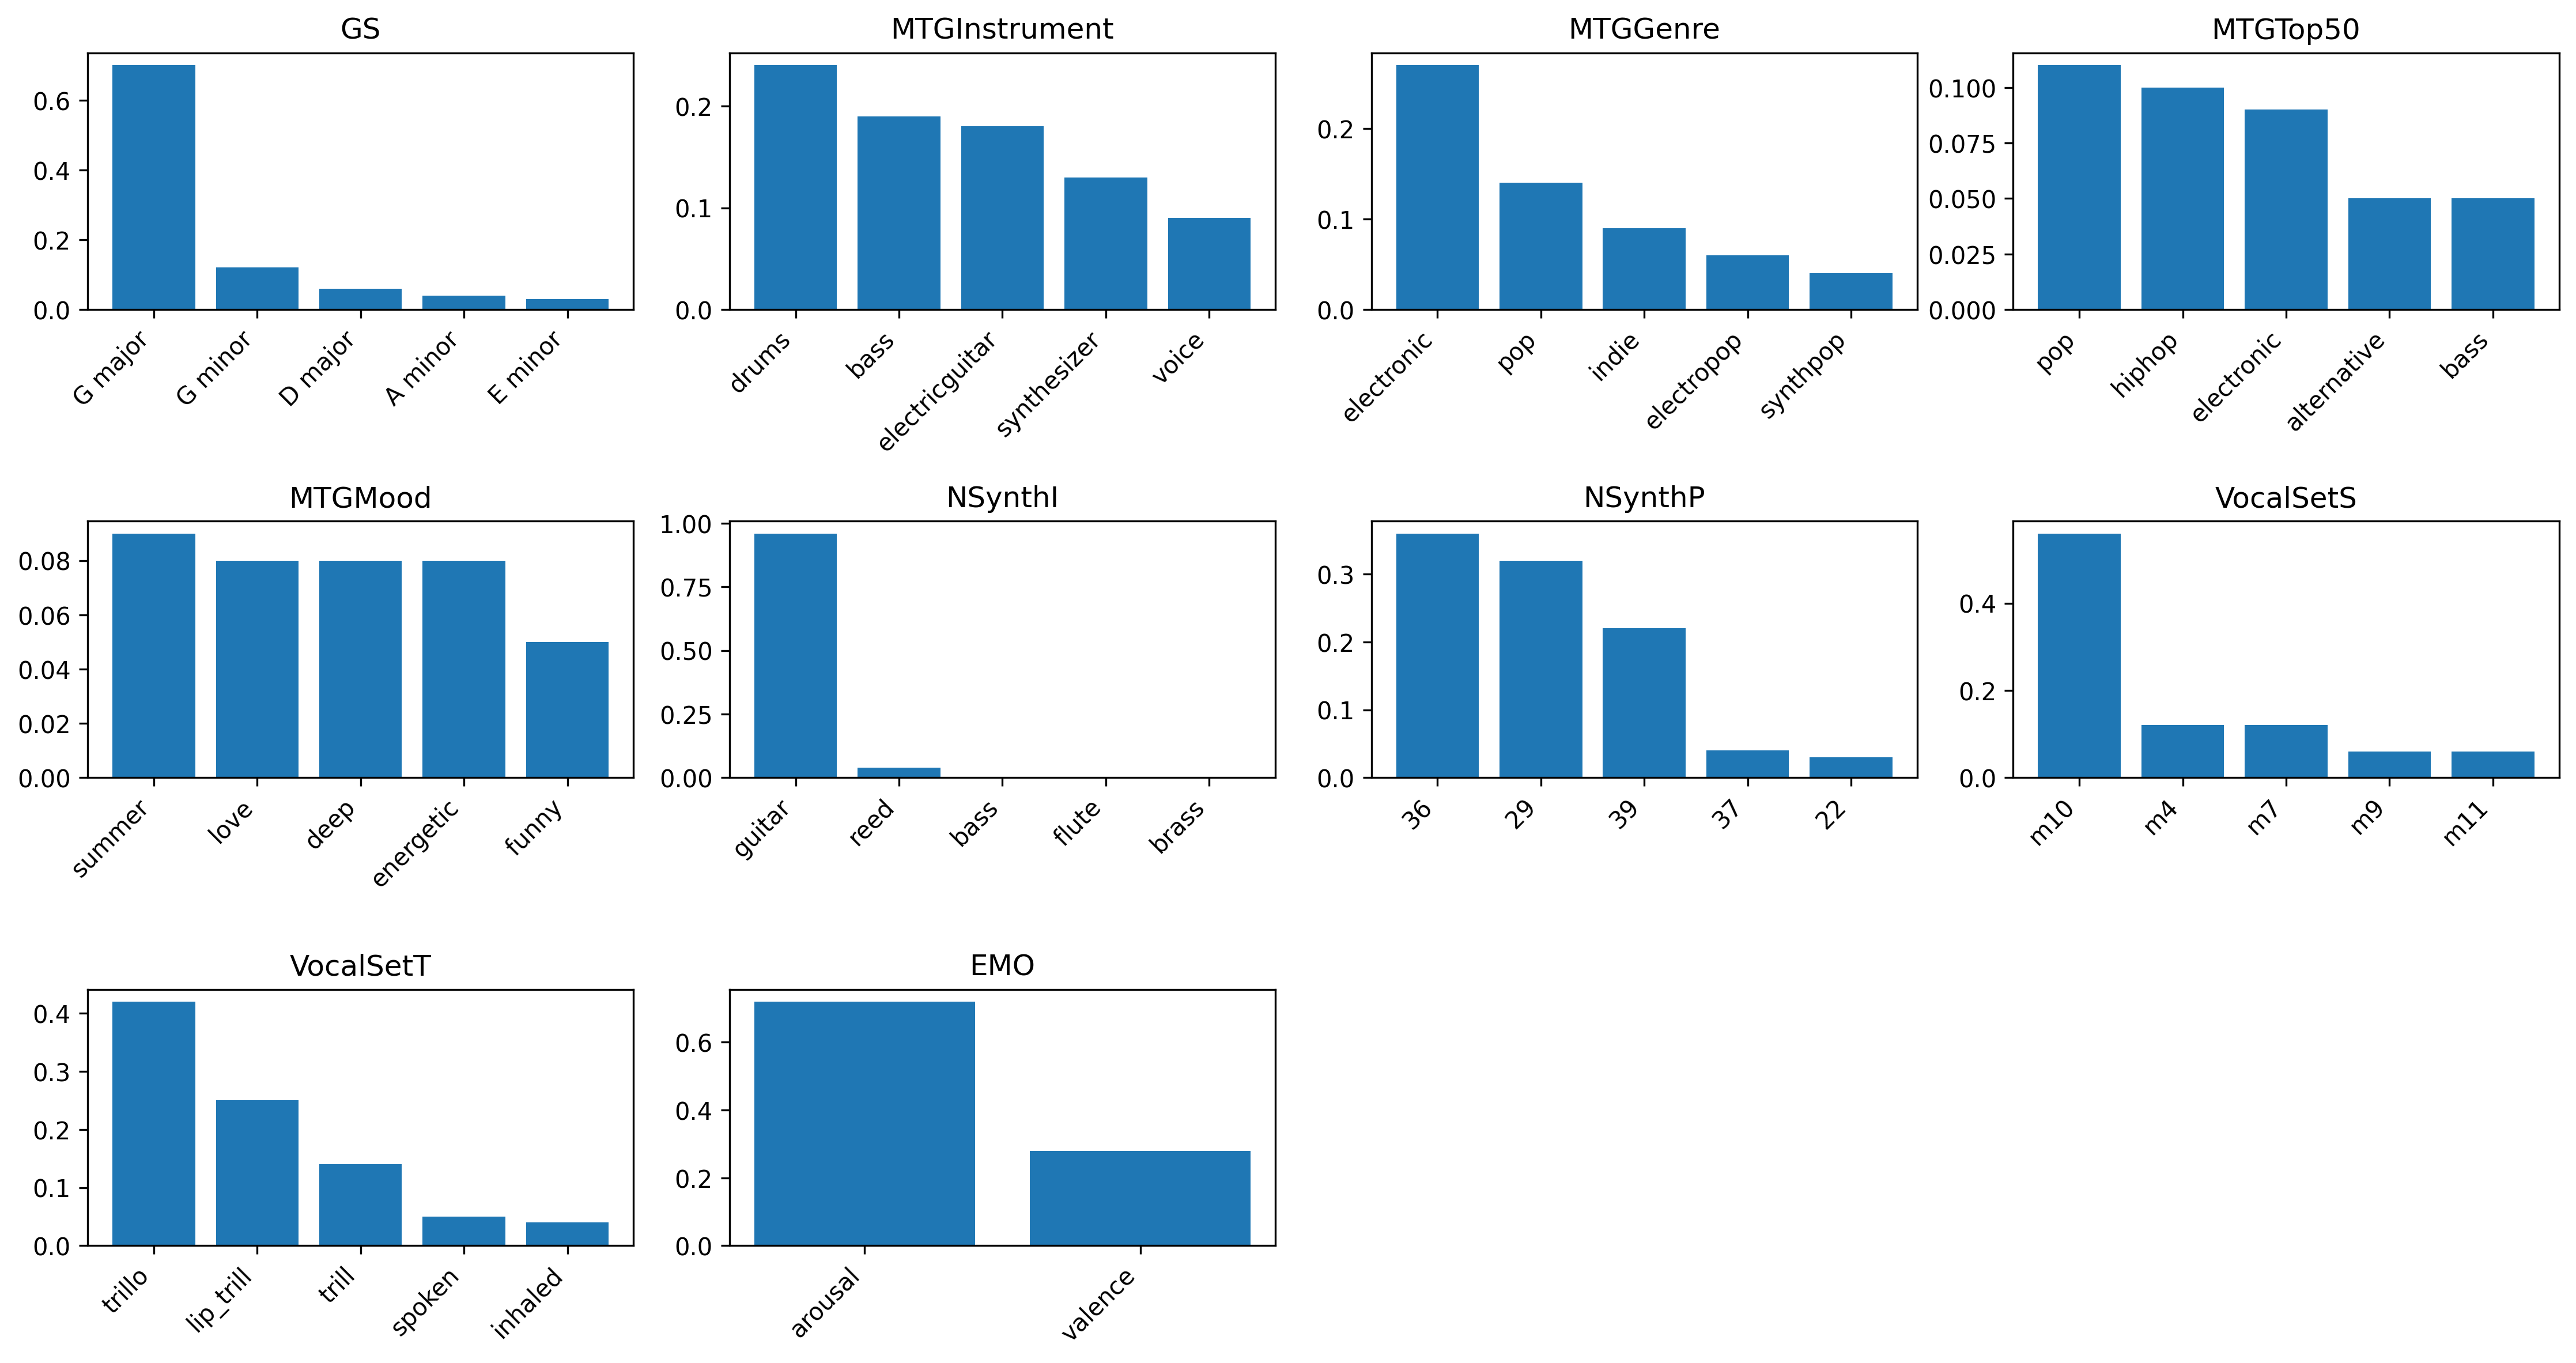 GS
0.6
0.4
0.2
0.0
G major
G minor
D major
A minor
E minor
MTGInstrument
0.2
0.1
0.0
drums
bass
electricguitar
synthesizer
voice
MTGGenre
0.2
0.1
0.0
electronic
pop
indie
electropop
synthpop
MTGTop50
0.100
0.075
0.050
0.025
0.000
pop
hiphop
electronic
alternative
bass
MTGMood
0.08
0.06
0.04
0.02
0.00
summer
love
deep
energetic
funny
NSynthI
1.00
0.75
0.50
0.25
0.00
guitar
reed
bass
flute
brass
NSynthP
0.3
0.2
0.1
0.0
36
29
39
37
22
VocalSetS
0.4
0.2
0.0
m10
m4
m7
m9
m11
VocalSetT
0.4
0.3
0.2
0.1
0.0
trillo
lip_trill
trill
spoken
inhaled
EMO
0.6
0.4
0.2
0.0
arousal
valence